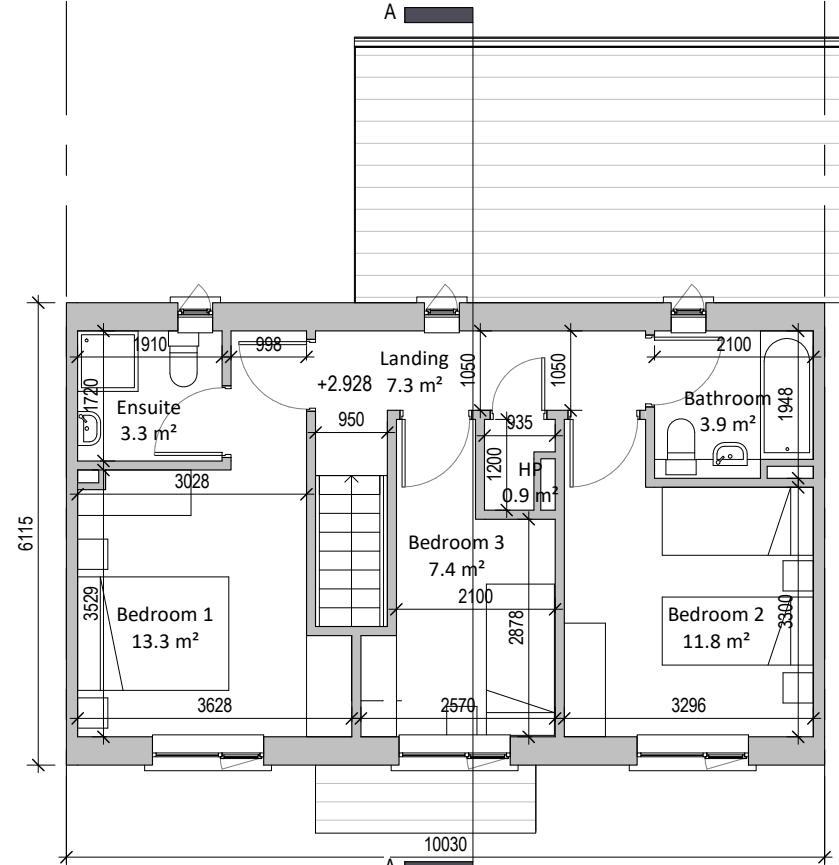 A
1910
998
Landing
7.3 m²
1050
1050
2100
1720
Ensuite
3.3 m²
+2.928
950
935
Bathroom
3.9 m²
1948
3028
1200
HP
0.9 m²
6115
Bedroom 3
7.4 m²
2100
3529
Bedroom 1
13.3 m²
2878
Bedroom 2
11.8 m²
3300
3628
2570
3296
10030
A